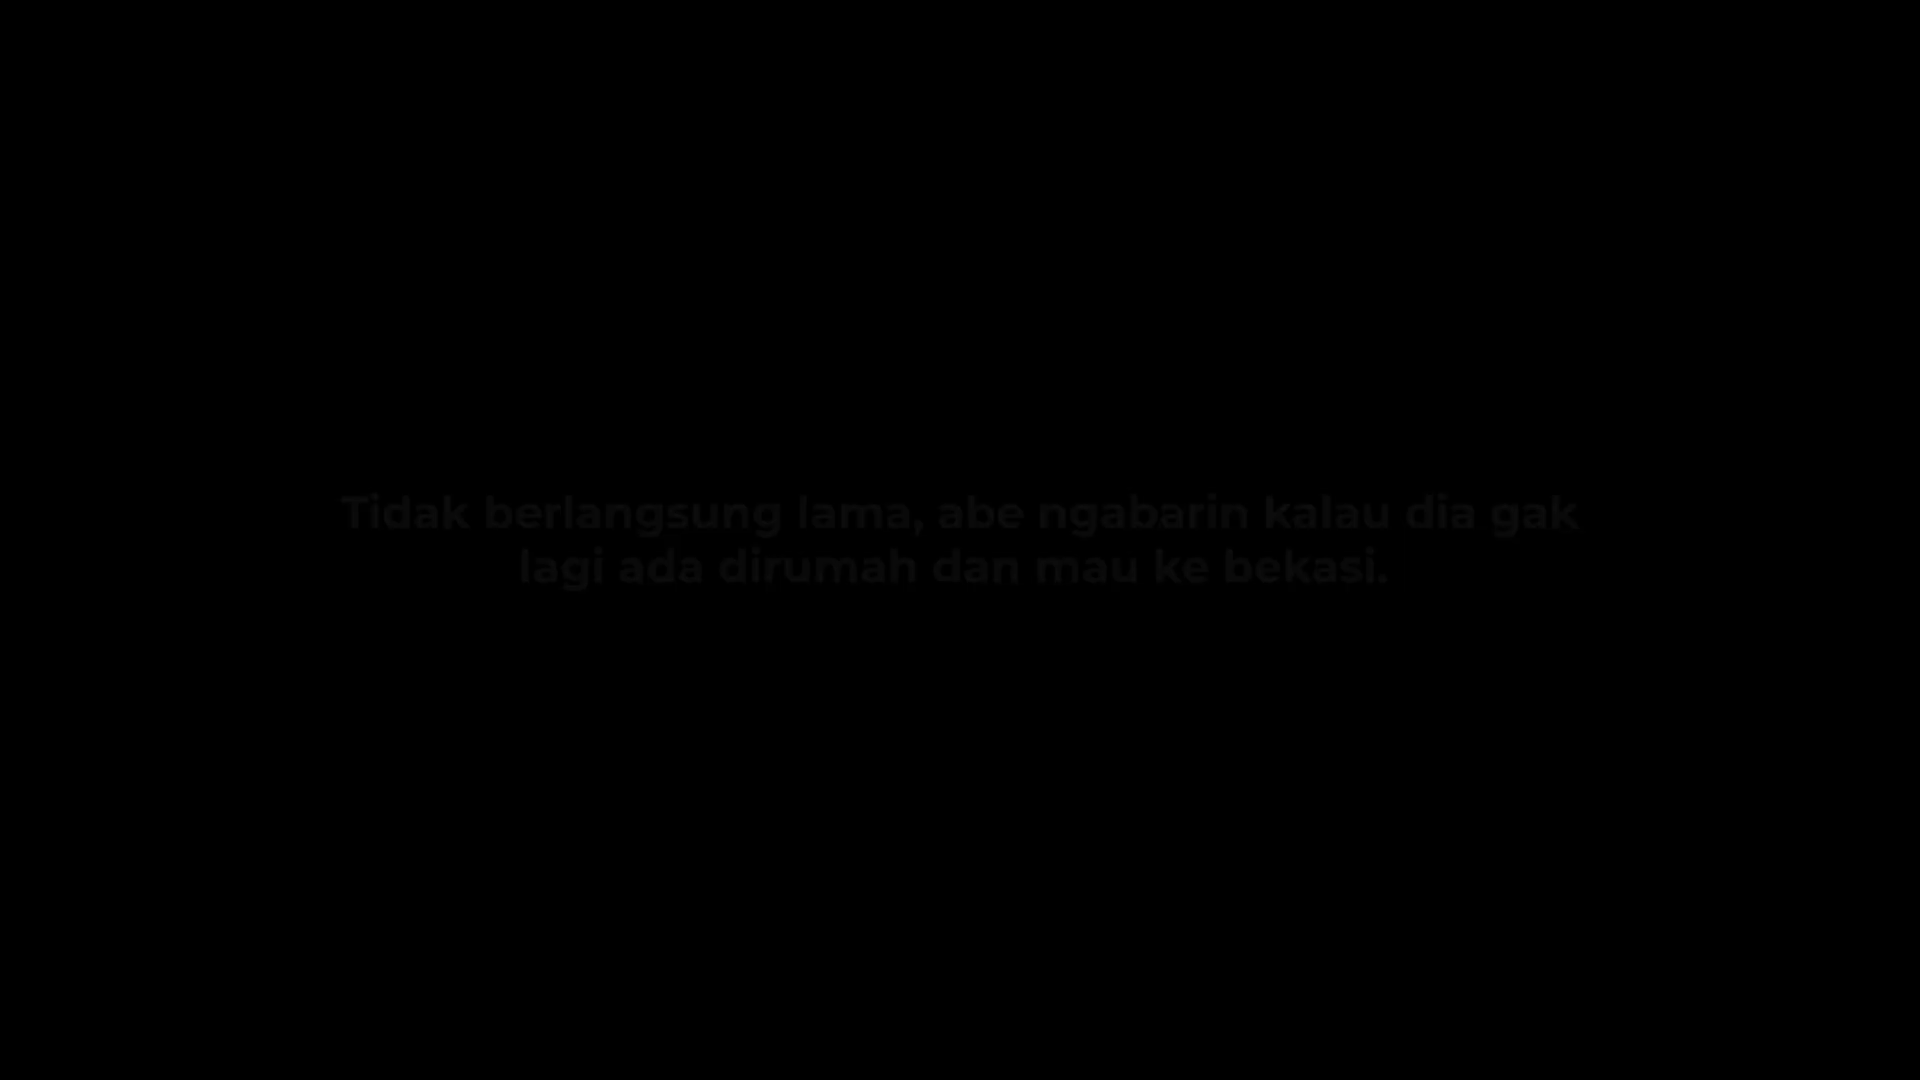 Tidak berlangsung lama, abe ngabarin kalau dia gak
lagi ada dirumah dan mau ke bekasi.